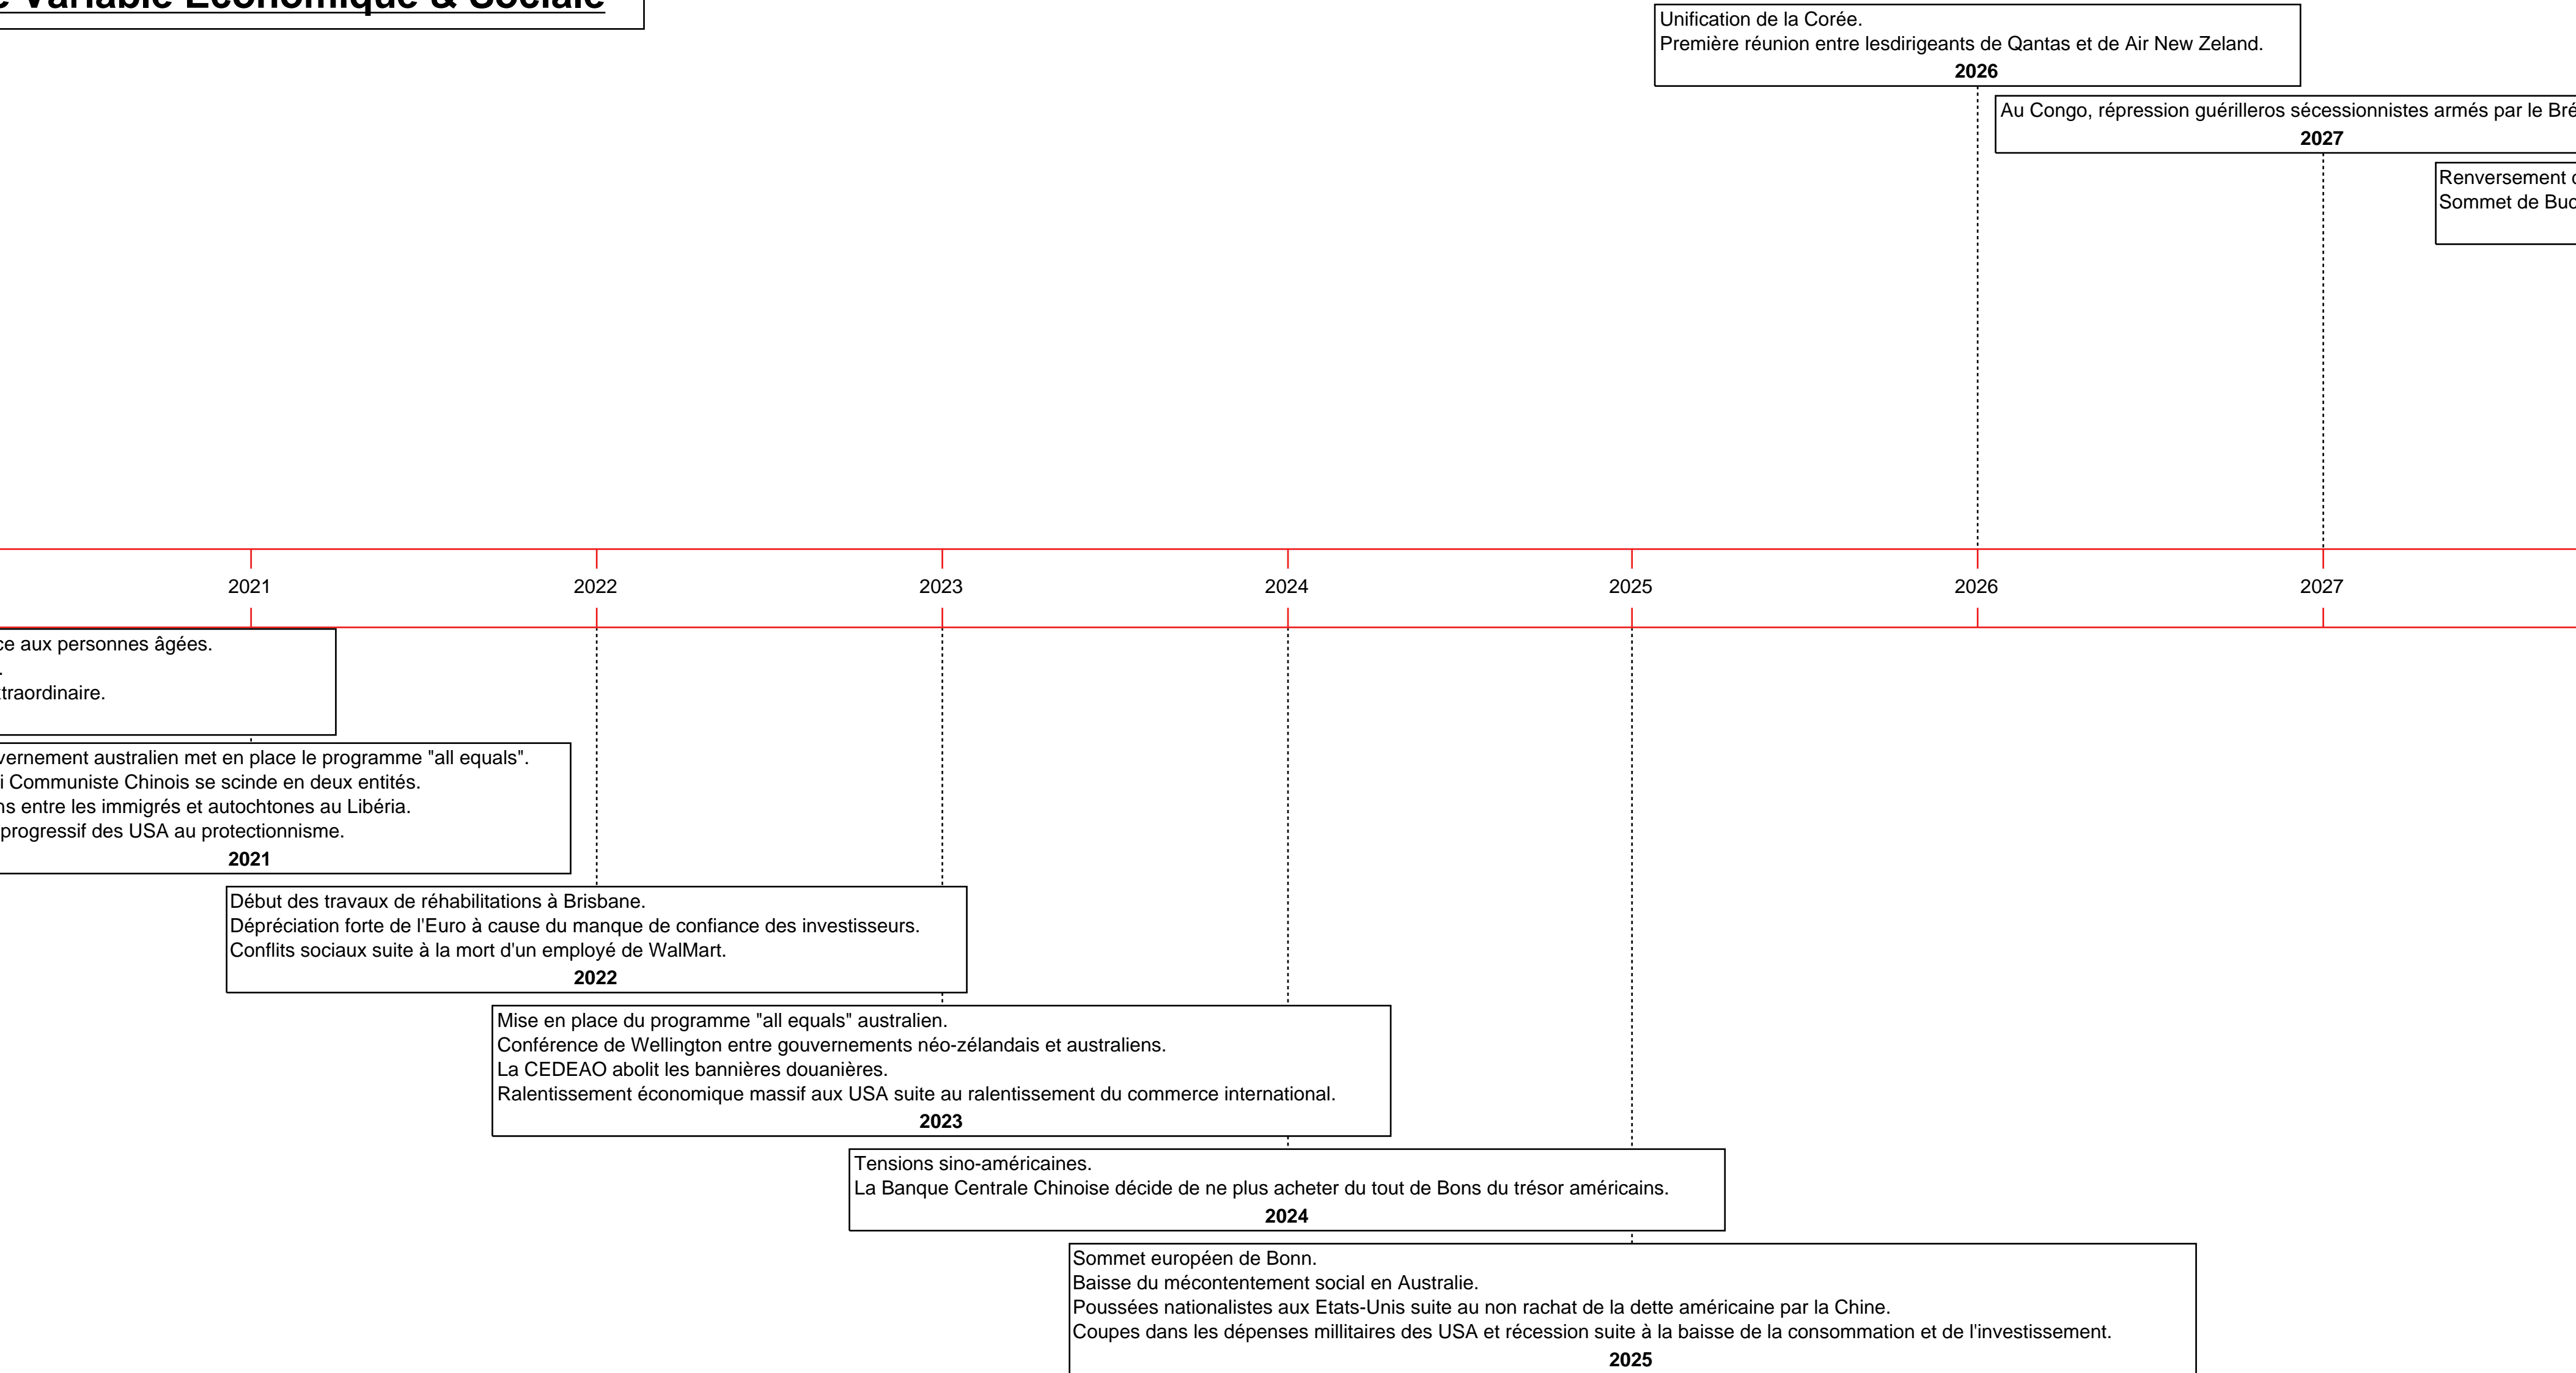 Variable Economique & Sociale
Unification de la Corée.
Première réunion entre lesdirigeants de Qantas et de Air New Zeland.
2026
Au Congo, répression guérilleros sécessionnistes armés par le
2027
Renversement
Sommet de
2021 2022 2023 2024 2025 2026 2027
aux personnes âgées.
.
2021
australien met en place le programme "all equals".
Communiste Chinois se scinde en deux entités.
entre les immigrés et autochtones au Libéria.
progressif des USA au protectionnisme.
Début des travaux de réhabilitations à Brisbane.
Dépréciation forte de l'Euro à cause du manque de confiance des investisseurs.
Conflits sociaux suite à la mort d'un employé de WalMart.
2022
Mise en place du programme "all equals" australien.
Conférence de Wellington entre gouvernements néo-zélandais et australiens.
La CEDEAO abolit les bannières douanières.
Ralentissement économique massif aux USA suite au ralentissement du commerce international.
2023
Tensions sino-américaines.
La Banque Centrale Chinoise décide de ne plus acheter du tout de Bons du trésor américains.
2024
Sommet européen de Bonn.
Baisse du mécontentement social en Australie.
Poussées nationalistes aux Etats-Unis suite au non rachat de la dette américaine par la Chine.
Coupes dans les dépenses millitaires des USA et récession suite à la baisse de la consommation et de l'investissement.
2025